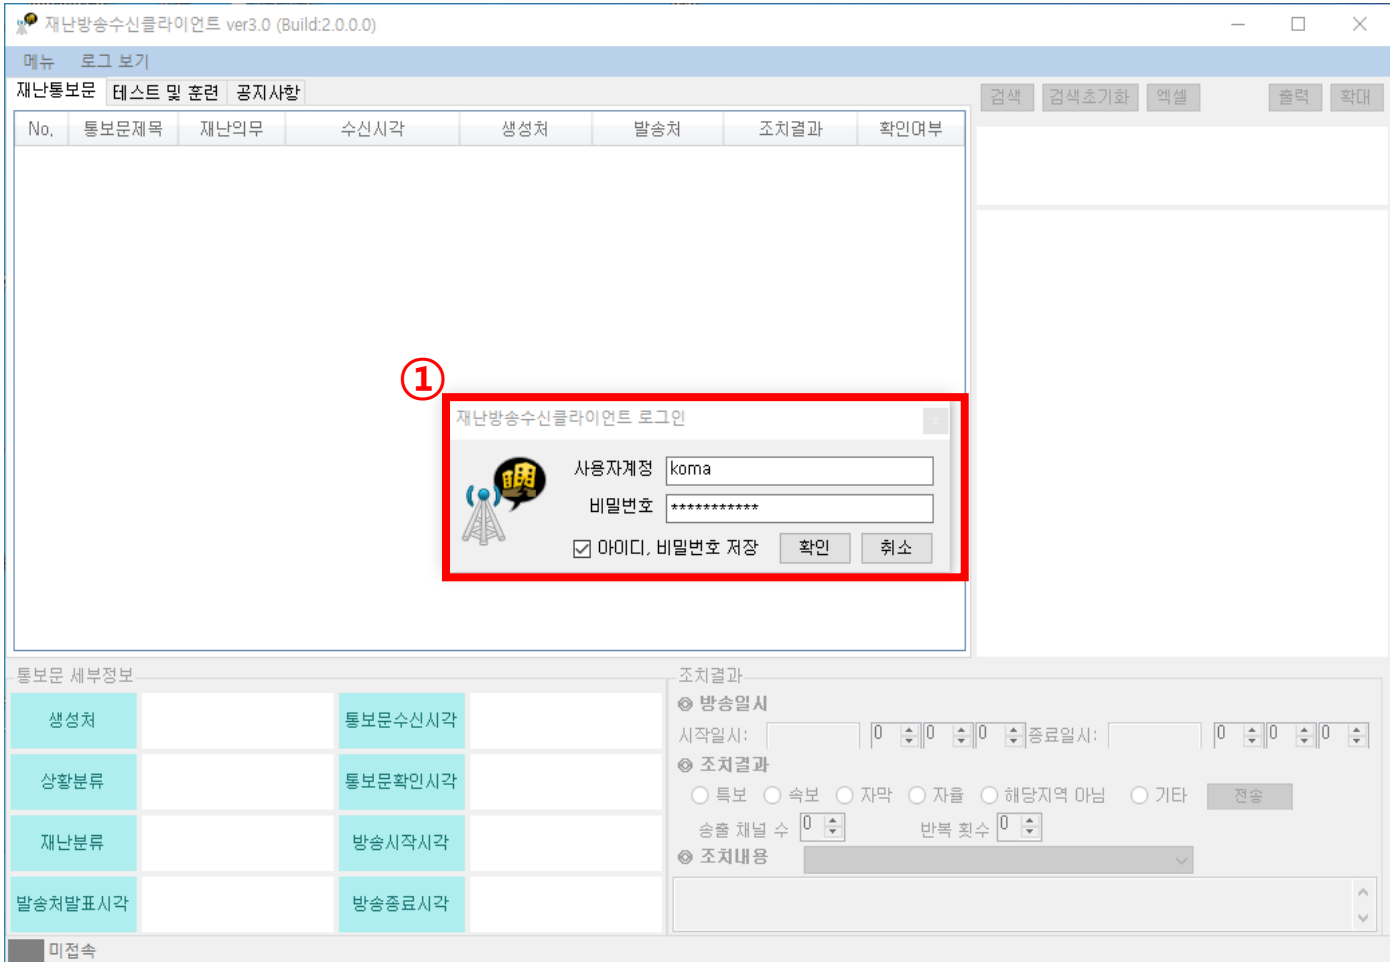 재난방송수신클라이언트 ver3.0 (Build:2.0.0.0)
메뉴 로그 보기
재난통보문 테스트 및 훈련 공지사항
검색 검색초기화 엑셀 출력 확대
No. 통보문제목 재난의무 수신시각 생성처 발송처 조치결과 확인여부
①
재난방송수신클라이언트 로그인
사용자계정 koma
비밀번호 ***********
아이디, 비밀번호 저장 확인 취소
통보문 세부정보
생성처 통보문수신시각
상황분류 통보문확인시각
재난분류 방송시작시각
발송처발표시각 방송종료시각
조치결과
방송일시
시작일시: 0 0 0 종료일시: 0 0 0
조치결과
특보 속보 자막 자율 해당지역 아님 기타 전송
송출 채널 수 0 반복 횟수 0
조치내용
미접속